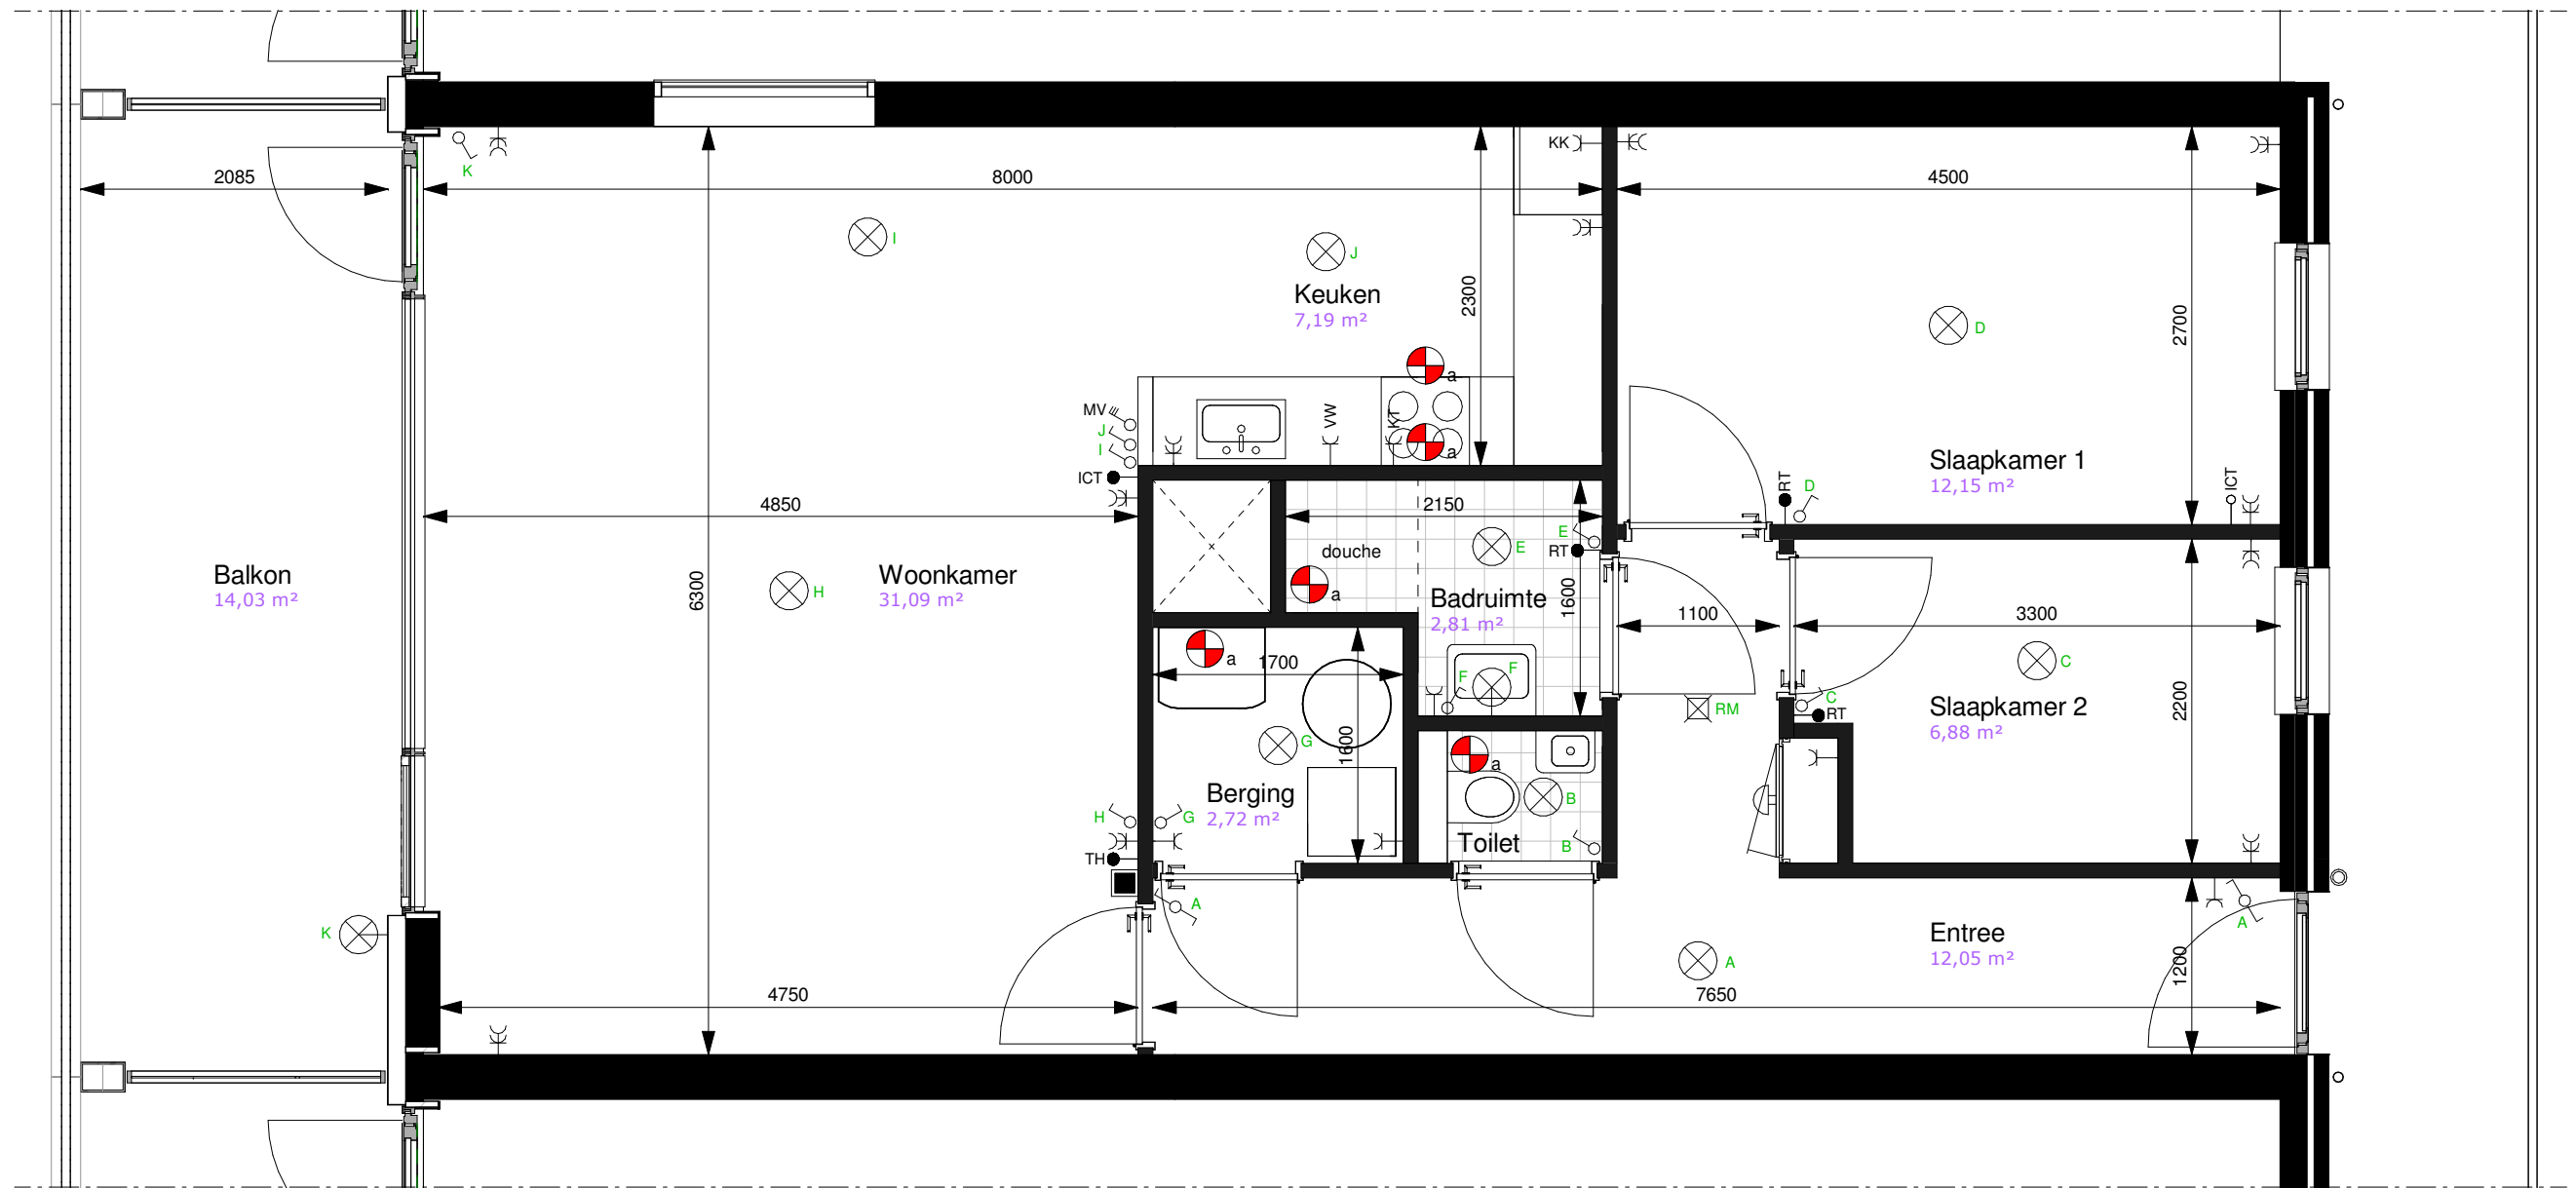 K
KK
2085
8000
4500
I
J
Keuken
7,19 m²
2300
D
2700
a
MV
J
I
VW
KT
a
ICT
Slaapkamer 1
12,15 m²
RT
D
ICT
4850
2150
E
E
RT
douche
Balkon
14,03 m²
6300
H
Woonkamer
31,09 m²
a
Badruimte
2,81 m²
1600
1100
3300
a
1700
F
F
C
C
RT
RM
Slaapkamer 2
6,88 m²
2200
G
1600
a
Berging
2,72 m²
B
H
G
Toilet
B
TH
A
K
A
Entree
12,05 m²
A
1200
4750
7650